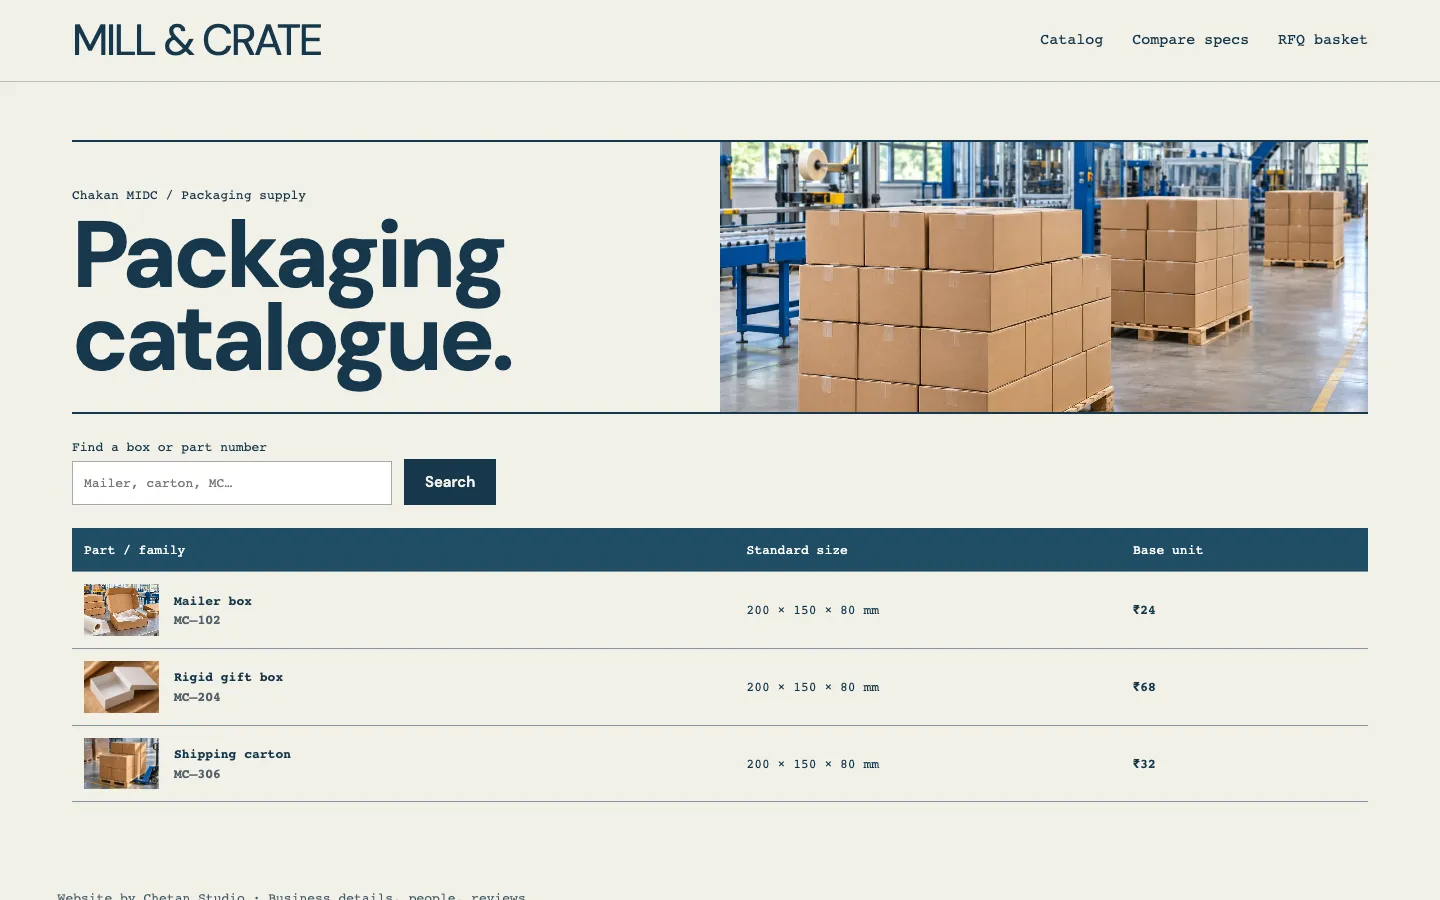 MILL & CRATE
Catalog
Compare specs
RFQ basket
Chakan MIDC / Packaging supply
Packaging
catalogue.
Find a box or part number
Mailer, carton, MC…
Search
Part / family
Standard size
Base unit
Mailer box
MC—102
200 × 150 × 80 mm
₹24
Rigid gift box
MC—204
200 × 150 × 80 mm
₹68
Shipping carton
MC—306
200 × 150 × 80 mm
₹32
Website by Chetan Studio · Business details, people, reviews